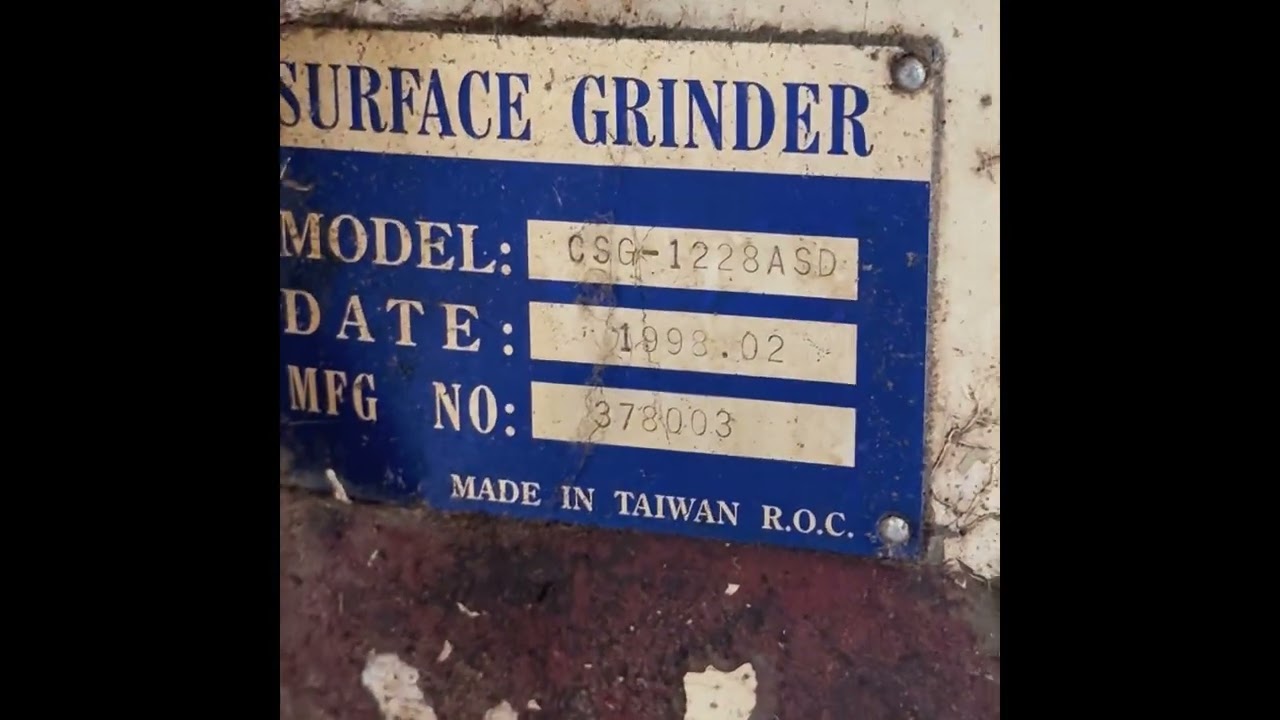 SURFACE GRINDER
MODEL: CSG-1228ASD
DATE: 1998.02
MFG NO: 378003
MADE IN TAIWAN R.O.C.